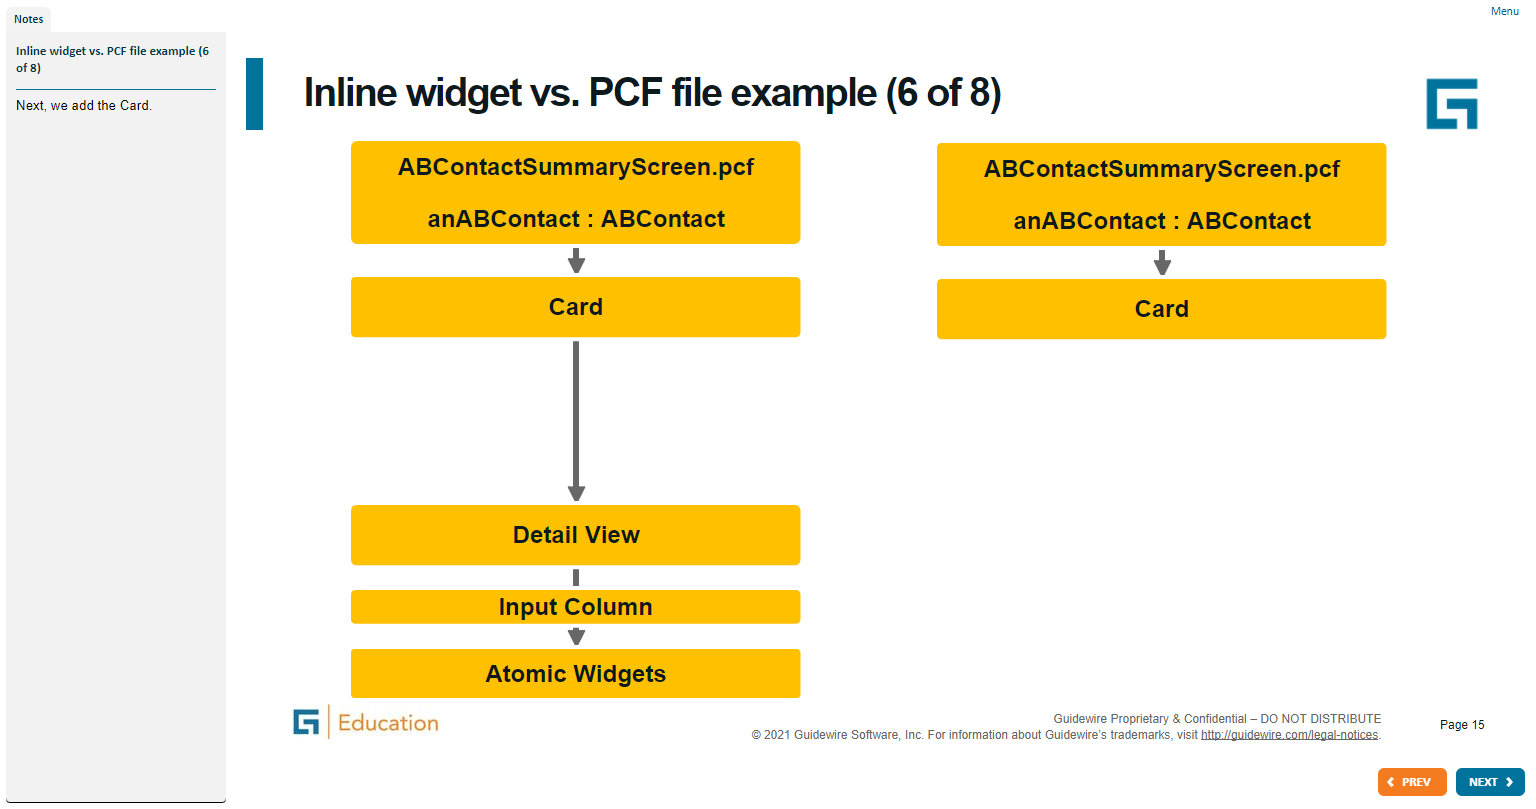 Notes
Menu
Inline widget vs. PCF file example (6
of 8)
Next, we add the Card.
Inline widget vs. PCF file example (6 of 8)
ABContactSummaryScreen.pcf
anABContact : ABContact
Card
Detail View
Input Column
Atomic Widgets
ABContactSummaryScreen.pcf
anABContact : ABContact
Card
Education
Guidewire Proprietary & Confidential – DO NOT DISTRIBUTE
© 2021 Guidewire Software, Inc. For information about Guidewire's trademarks, visit http://guidewire.com/legal-notices.
Page 15
PREV
NEXT